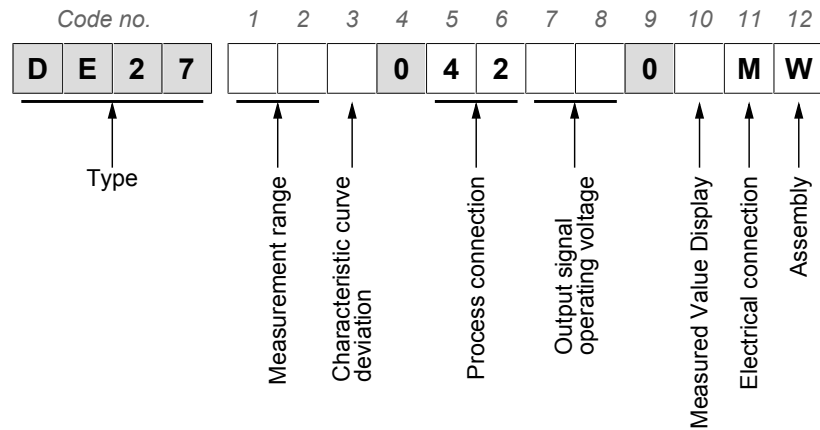 Code no. 1 2 3 4 5 6 7 8 9 10 11 12
D E 2 7 0 4 2 0 M W
Type
Measurement range
Characteristic curve
deviation
Process connection
Output signal
operating voltage
Measured Value Display
Electrical connection
Assembly